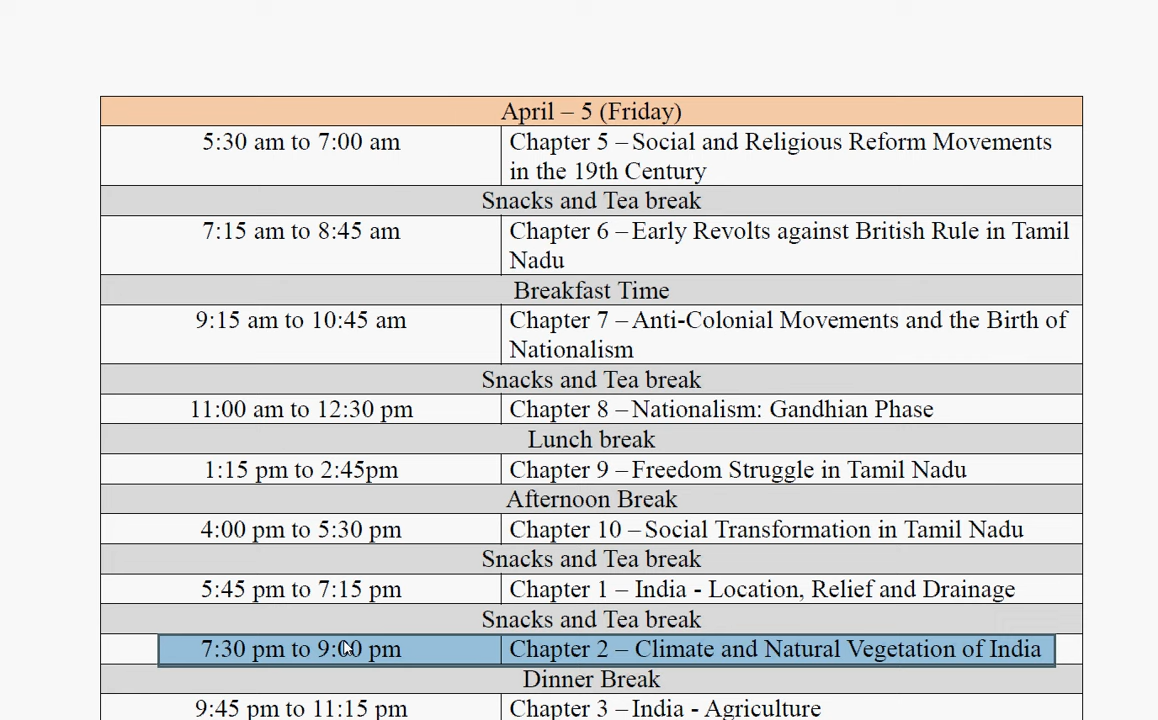 April – 5 (Friday)
5:30 am to 7:00 am
Chapter 5 – Social and Religious Reform Movements
in the 19th Century
Snacks and Tea break
7:15 am to 8:45 am
Chapter 6 – Early Revolts against British Rule in Tamil
Nadu
Breakfast Time
9:15 am to 10:45 am
Chapter 7 – Anti-Colonial Movements and the Birth of
Nationalism
Snacks and Tea break
11:00 am to 12:30 pm
Chapter 8 – Nationalism: Gandhian Phase
Lunch break
1:15 pm to 2:45pm
Chapter 9 – Freedom Struggle in Tamil Nadu
Afternoon Break
4:00 pm to 5:30 pm
Chapter 10 – Social Transformation in Tamil Nadu
Snacks and Tea break
5:45 pm to 7:15 pm
Chapter 1 – India - Location, Relief and Drainage
Snacks and Tea break
7:30 pm to 9:00 pm
Chapter 2 – Climate and Natural Vegetation of India
Dinner Break
9:45 pm to 11:15 pm
Chapter 3 – India - Agriculture